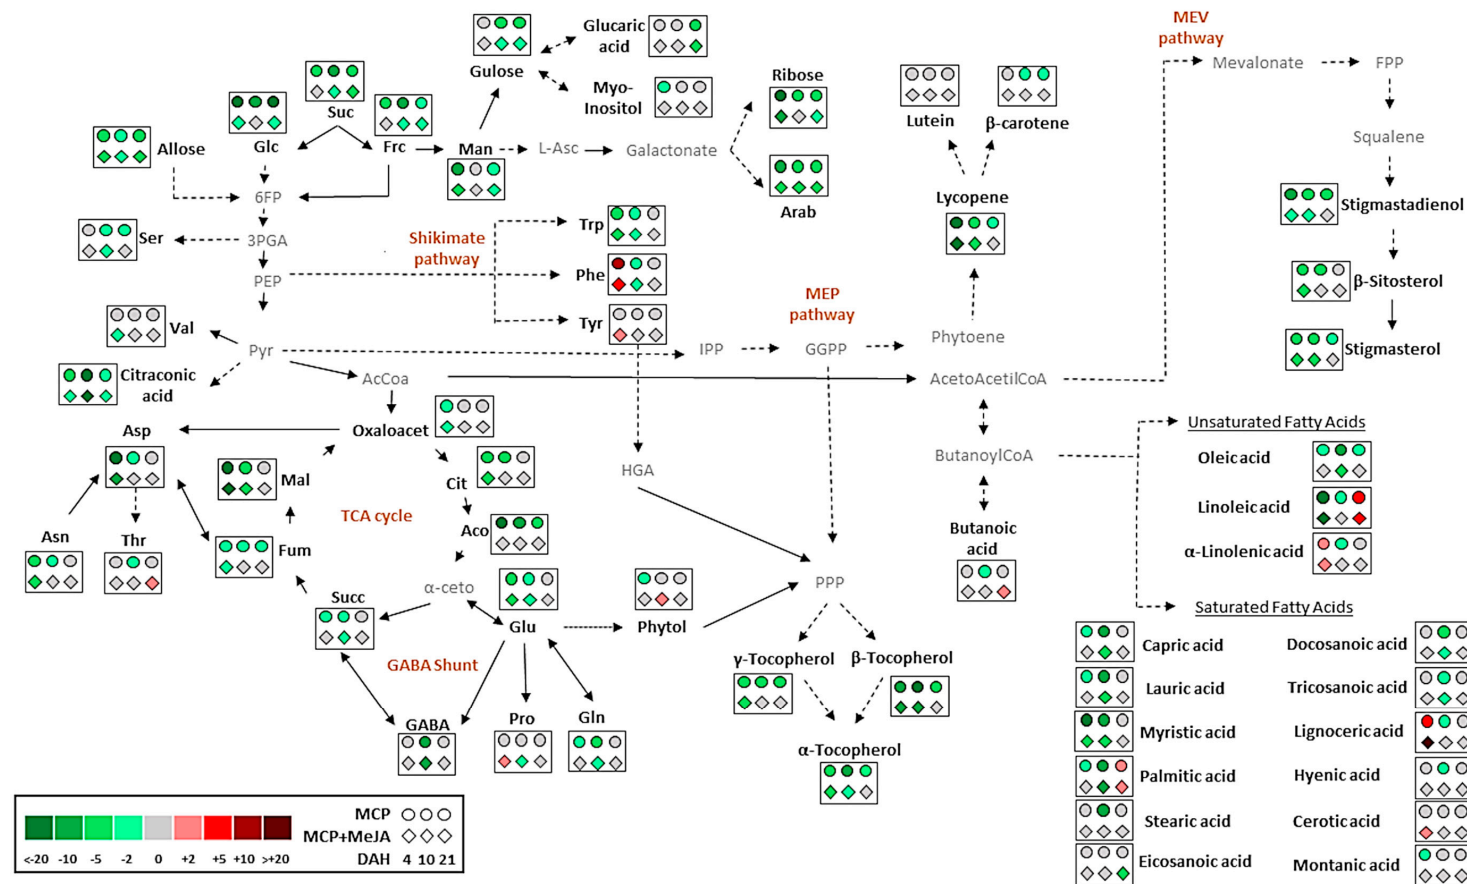 MEV
pathway
Glucaric
acid
Mevalonate
FPP
Gulose
Myo-
Inositol
Ribose
Suc
Lutein
β-carotene
Squalene
Allose
Glc
Frc
Man
L-Asc
Galactonate
Lycopene
6FP
Arab
Stigmastadienol
Ser
3PGA
Shikimate
pathway
Trp
PEP
Phe
β-Sitosterol
MEP
pathway
Val
Tyr
Phytoene
Pyr
IPP
GGPP
Stigmasterol
Citraconic
acid
AcCoa
AcetoAcetilCoA
Asp
Oxaloacet
Unsaturated Fatty Acids
ButanoylCoA
Oleic acid
HGA
Mal
Cit
Linoleic acid
TCA cycle
Aco
Butanoic
acid
Asn
Thr
Fum
α-Linolenic acid
α-ceto
PPP
Succ
Glu
Phytol
Saturated Fatty Acids
GABA Shunt
γ-Tocopherol
β-Tocopherol
Capric acid
Docosanoic acid
Lauric acid
Tricosanoic acid
GABA
Pro
Gln
Myristic acid
Lignoceric acid
α-Tocopherol
Palmitic acid
Hyenic acid
Stearic acid
Cerotic acid
Eicosanoic acid
Montanic acid
MCP
MCP+MeJA
<-20 -10 -5 -2 0 +2 +5 +10 >+20 DAH 4 10 21